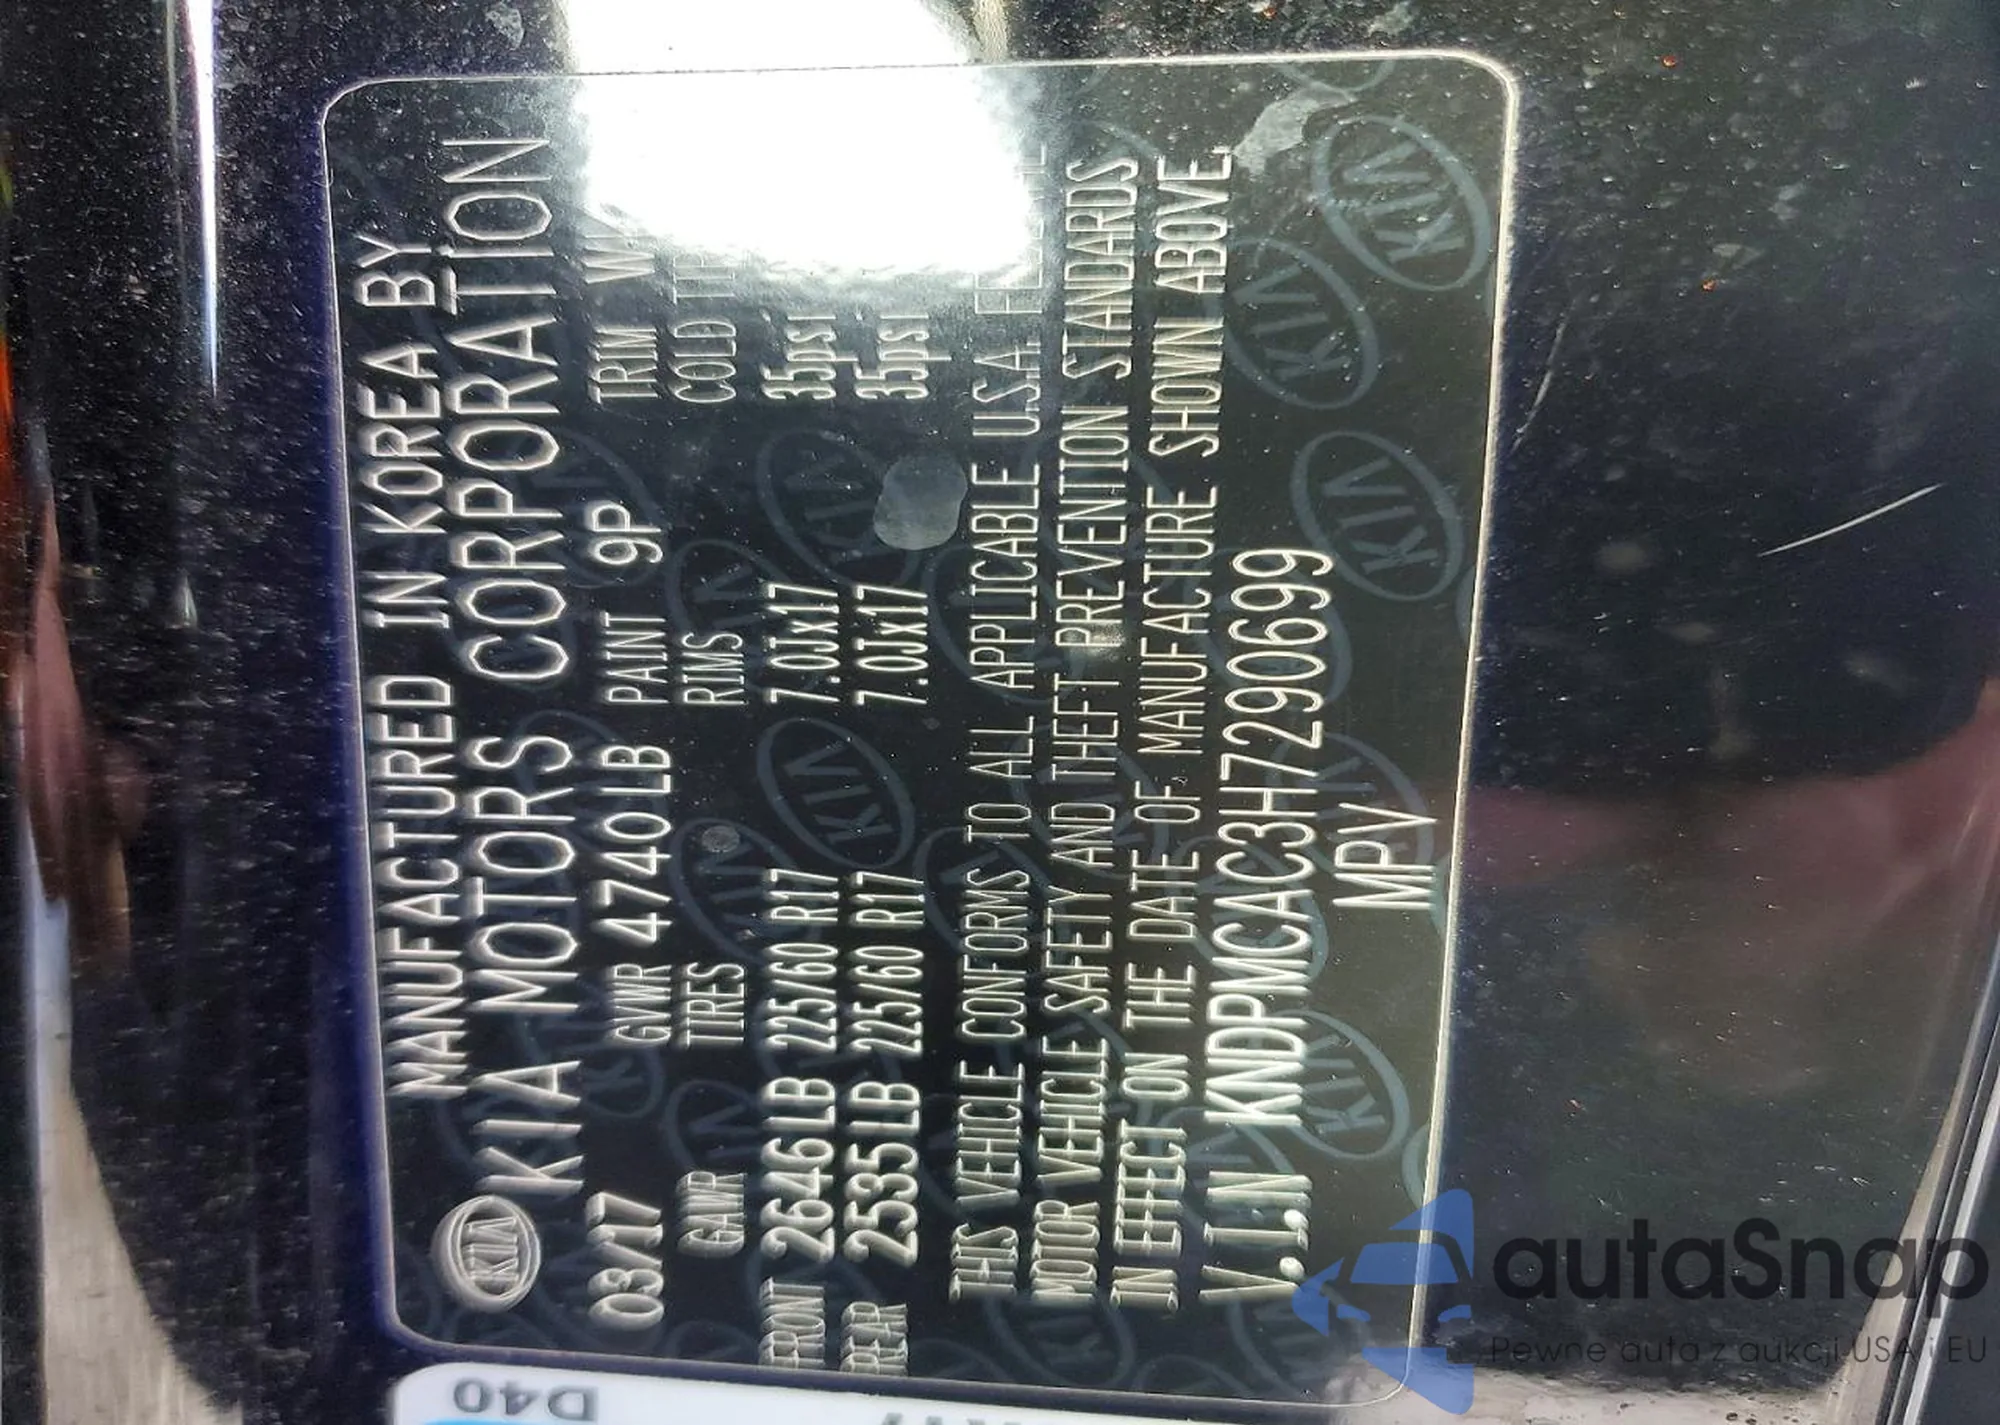 MANUFACTURED IN KOREA BY
KIA KIA MOTORS CORPORATION
03/17 GVWR 4740LB PAINT 9P TRIM
GAWR TIRES RIMS COLD
FRONT 2646LB 225/60 R17 7.0Jx17 35psi
REAR 2535LB 225/60 R17 7.0Jx17 35psi
THIS VEHICLE CONFORMS TO ALL APPLICABLE U.S.A.
MOTOR VEHICLE SAFETY AND THEFT PREVENTION STANDARDS
IN EFFECT ON THE DATE OF MANUFACTURE SHOWN ABOVE.
V.I.N KNDPMCAC3H7290699
MPV
D40
autaSnap
Pewne auta z aukcji USA i EU